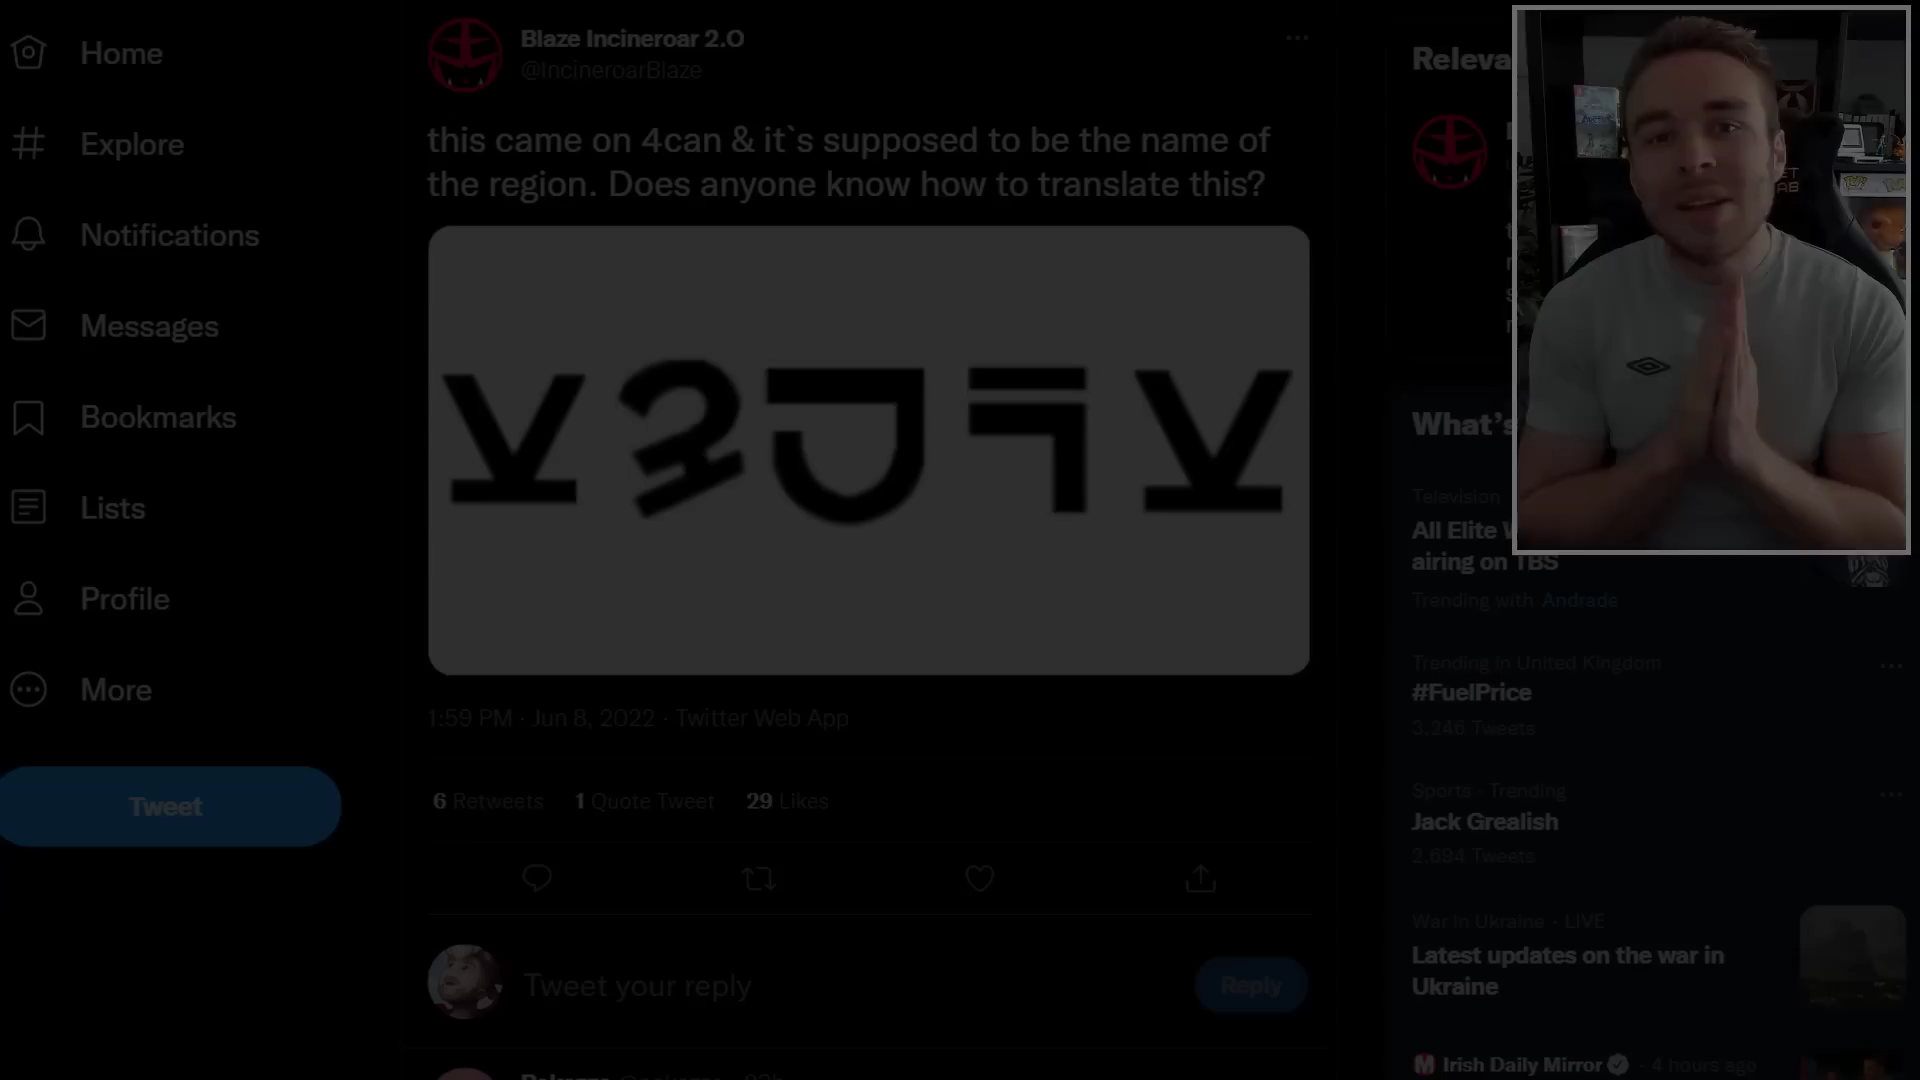 Home
Explore
Notifications
Messages
Bookmarks
Lists
Profile
More
Tweet
Blaze Incineroar 2.0
@IncineroarBlaze
this came on 4can & it`s supposed to be the name of
the region. Does anyone know how to translate this?
1:59 PM · Jun 8, 2022 · Twitter Web App
6 Retweets 1 Quote Tweet 29 Likes
Tweet your reply
Reply
Releva
What's
Television
All Elite W
airing on TBS
Trending with Andrade
Trending in United Kingdom
#FuelPrice
3,246 Tweets
Sports · Trending
Jack Grealish
2,694 Tweets
War in Ukraine · LIVE
Latest updates on the war in
Ukraine
Irish Daily Mirror · 4 hours ago